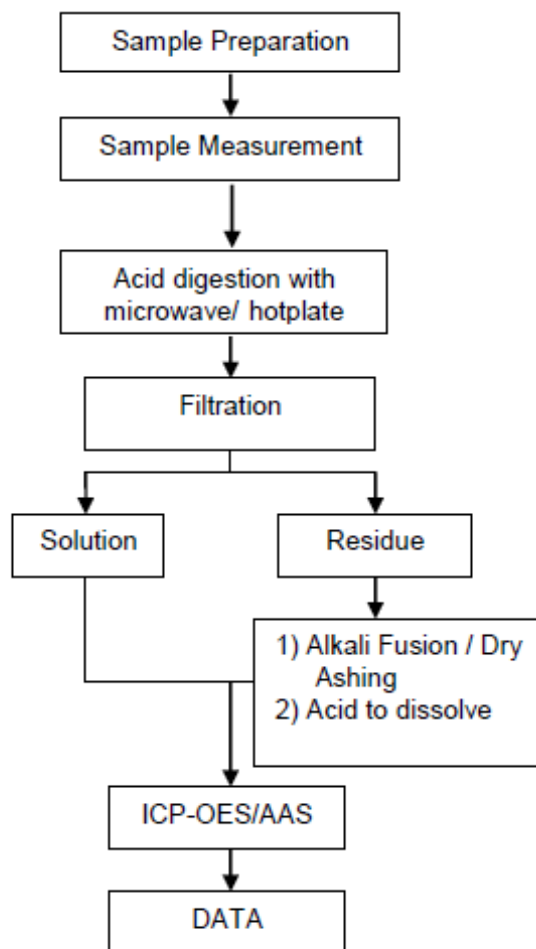 Sample Preparation
Sample Measurement
Acid digestion with
microwave/ hotplate
Filtration
Solution
Residue
1) Alkali Fusion / Dry
Ashing
2) Acid to dissolve
ICP-OES/AAS
DATA